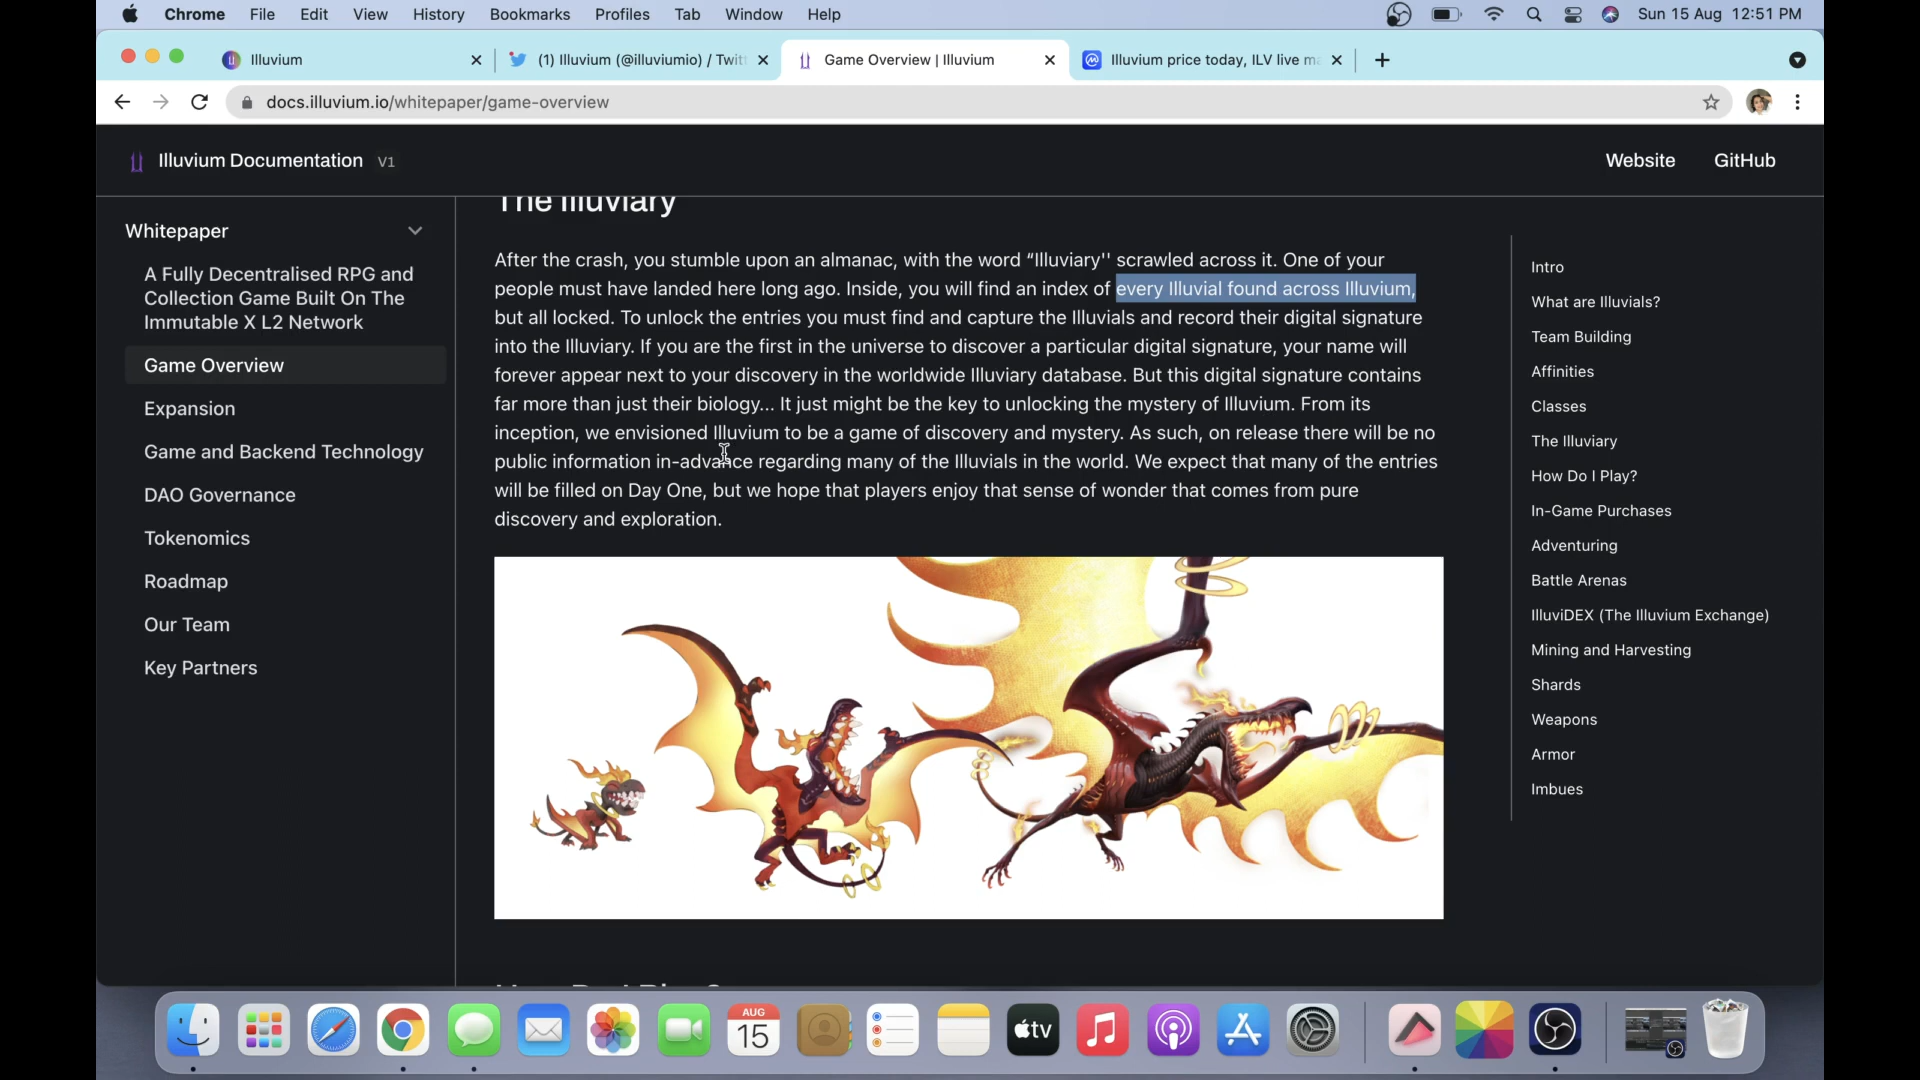 Chrome File Edit View History Bookmarks Profiles Tab Window Help Sun 15 Aug 12:51 PM
Illuvium (1) Illuvium (@illuviumio) / Twitt Game Overview | Illuvium Illuvium price today, ILV live ma
docs.illuvium.io/whitepaper/game-overview
Illuvium Documentation V1 Website GitHub
Whitepaper
A Fully Decentralised RPG and
Collection Game Built On The
Immutable X L2 Network
Game Overview
Expansion
Game and Backend Technology
DAO Governance
Tokenomics
Roadmap
Our Team
Key Partners
The Illuviary
After the crash, you stumble upon an almanac, with the word “Illuviary'' scrawled across it. One of your
people must have landed here long ago. Inside, you will find an index of every Illuvial found across Illuvium,
but all locked. To unlock the entries you must find and capture the Illuvials and record their digital signature
into the Illuviary. If you are the first in the universe to discover a particular digital signature, your name will
forever appear next to your discovery in the worldwide Illuviary database. But this digital signature contains
far more than just their biology... It just might be the key to unlocking the mystery of Illuvium. From its
inception, we envisioned Illuvium to be a game of discovery and mystery. As such, on release there will be no
public information in-advance regarding many of the Illuvials in the world. We expect that many of the entries
will be filled on Day One, but we hope that players enjoy that sense of wonder that comes from pure
discovery and exploration.
Intro
What are Illuvials?
Team Building
Affinities
Classes
The Illuviary
How Do I Play?
In-Game Purchases
Adventuring
Battle Arenas
IlluviDEX (The Illuvium Exchange)
Mining and Harvesting
Shards
Weapons
Armor
Imbues
AUG
15
tv